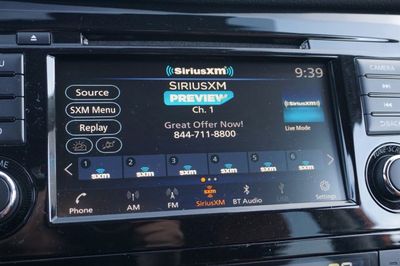 SiriusXM 9:39
SIRIUSXM
PREVIEW
Ch. 1
Great Offer Now!
844-711-8800
Source
SXM Menu
Replay
SiriusXM
Live Mode
1 SXM 2 SXM 3 SXM 4 SXM 5 SXM 6 SXM
Phone AM FM SiriusXM BT Audio Settings
CAMERA
DISPLAY
TIME